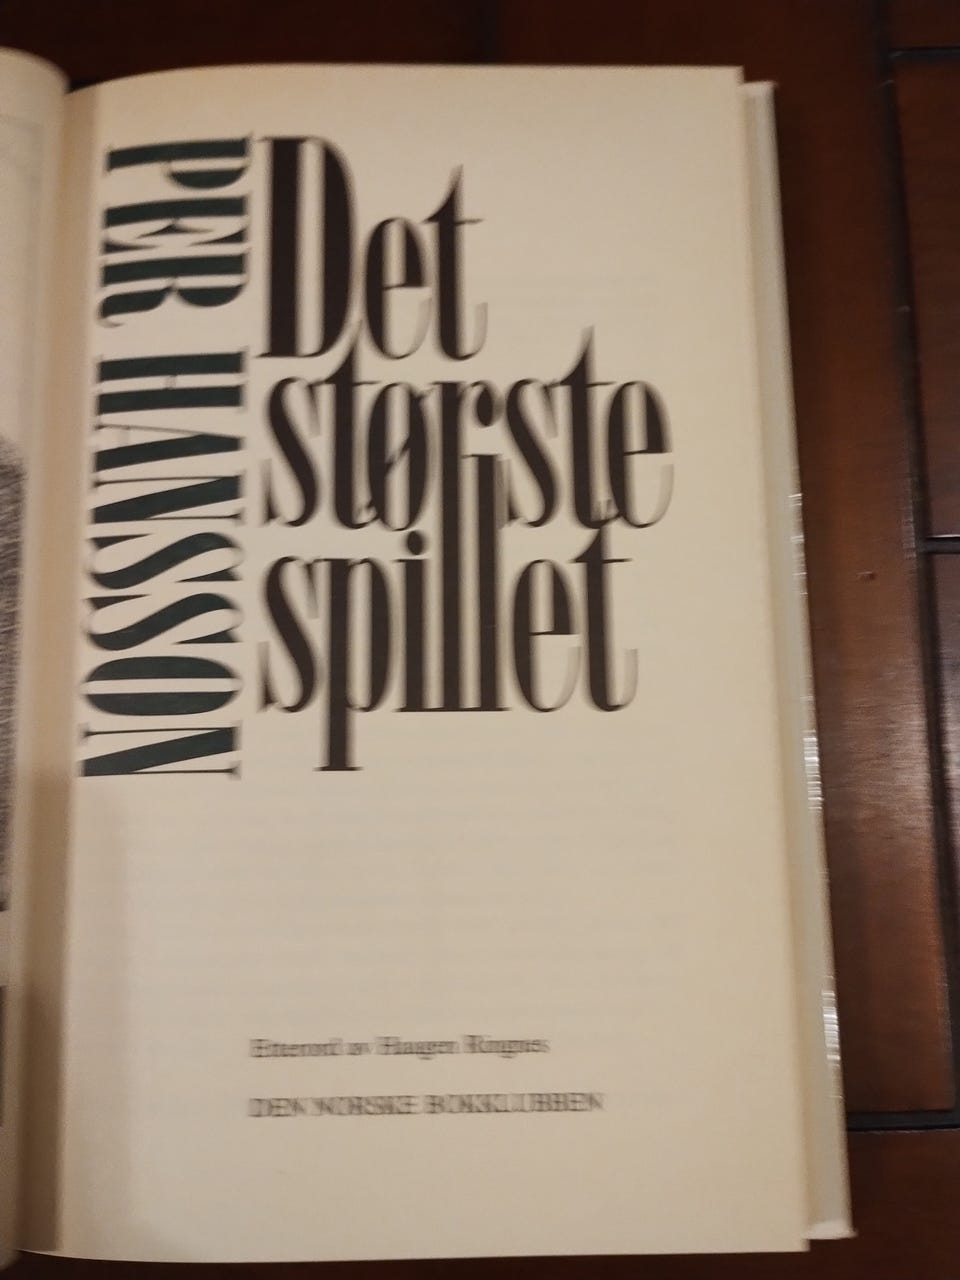 PER HANSSON
Det
største
spillet
Etterord av Haagen Ringnes
DEN NORSKE BOKKLUBBEN